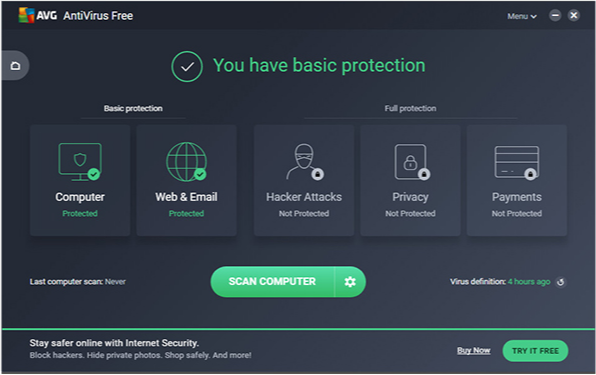 AVG AntiVirus Free
Menu
You have basic protection
Basic protection
Full protection
Computer
Protected
Web & Email
Protected
Hacker Attacks
Not Protected
Privacy
Not Protected
Payments
Not Protected
Last computer scan: Never
SCAN COMPUTER
Virus definition: 4 hours ago
Stay safer online with Internet Security.
Block hackers. Hide private photos. Shop safely. And more!
Buy Now
TRY IT FREE